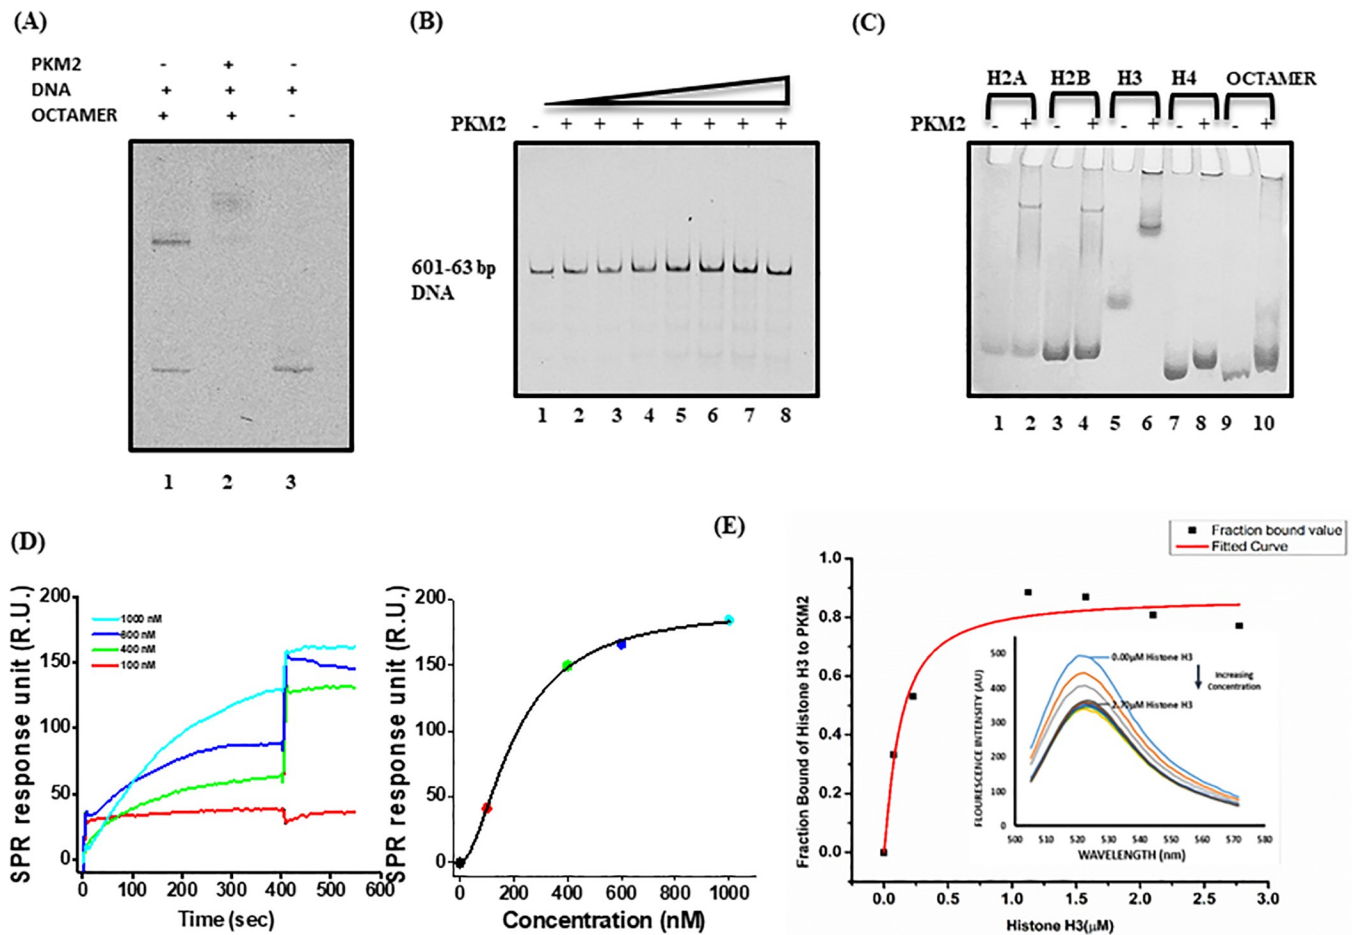 (A)
PKM2 - + -
DNA + + +
OCTAMER + + -
1 2 3
(B)
PKM2 - + + + + + + +
601-63 bp
DNA
1 2 3 4 5 6 7 8
(C)
H2A H2B H3 H4 OCTAMER
PKM2 - + - + - + - + - +
1 2 3 4 5 6 7 8 9 10
(D)
SPR response unit (R.U.)
200
150
100
50
0
1000 nM
400 nM
100 nM
0 100 200 300 400 500 600
Time (sec)
SPR response unit (R.U.)
200
150
100
50
0
0 200 400 600 800 1000
Concentration (nM)
(E)
Fraction bound value
Fitted Curve
Fraction Bound of Histone H3 to PKM2
1.0
0.8
0.6
0.4
0.2
0.0
0.0 0.5 1.0 1.5 2.0 2.5 3.0
Histone H3(μM)
FLOURESCENCE INTENSITY (AU)
500
400
300
200
100
0
0.00μM Histone H3
Increasing
Concentration
μM Histone H3
500 510 520 530 540 550 560 570 580
WAVELENGTH (nm)